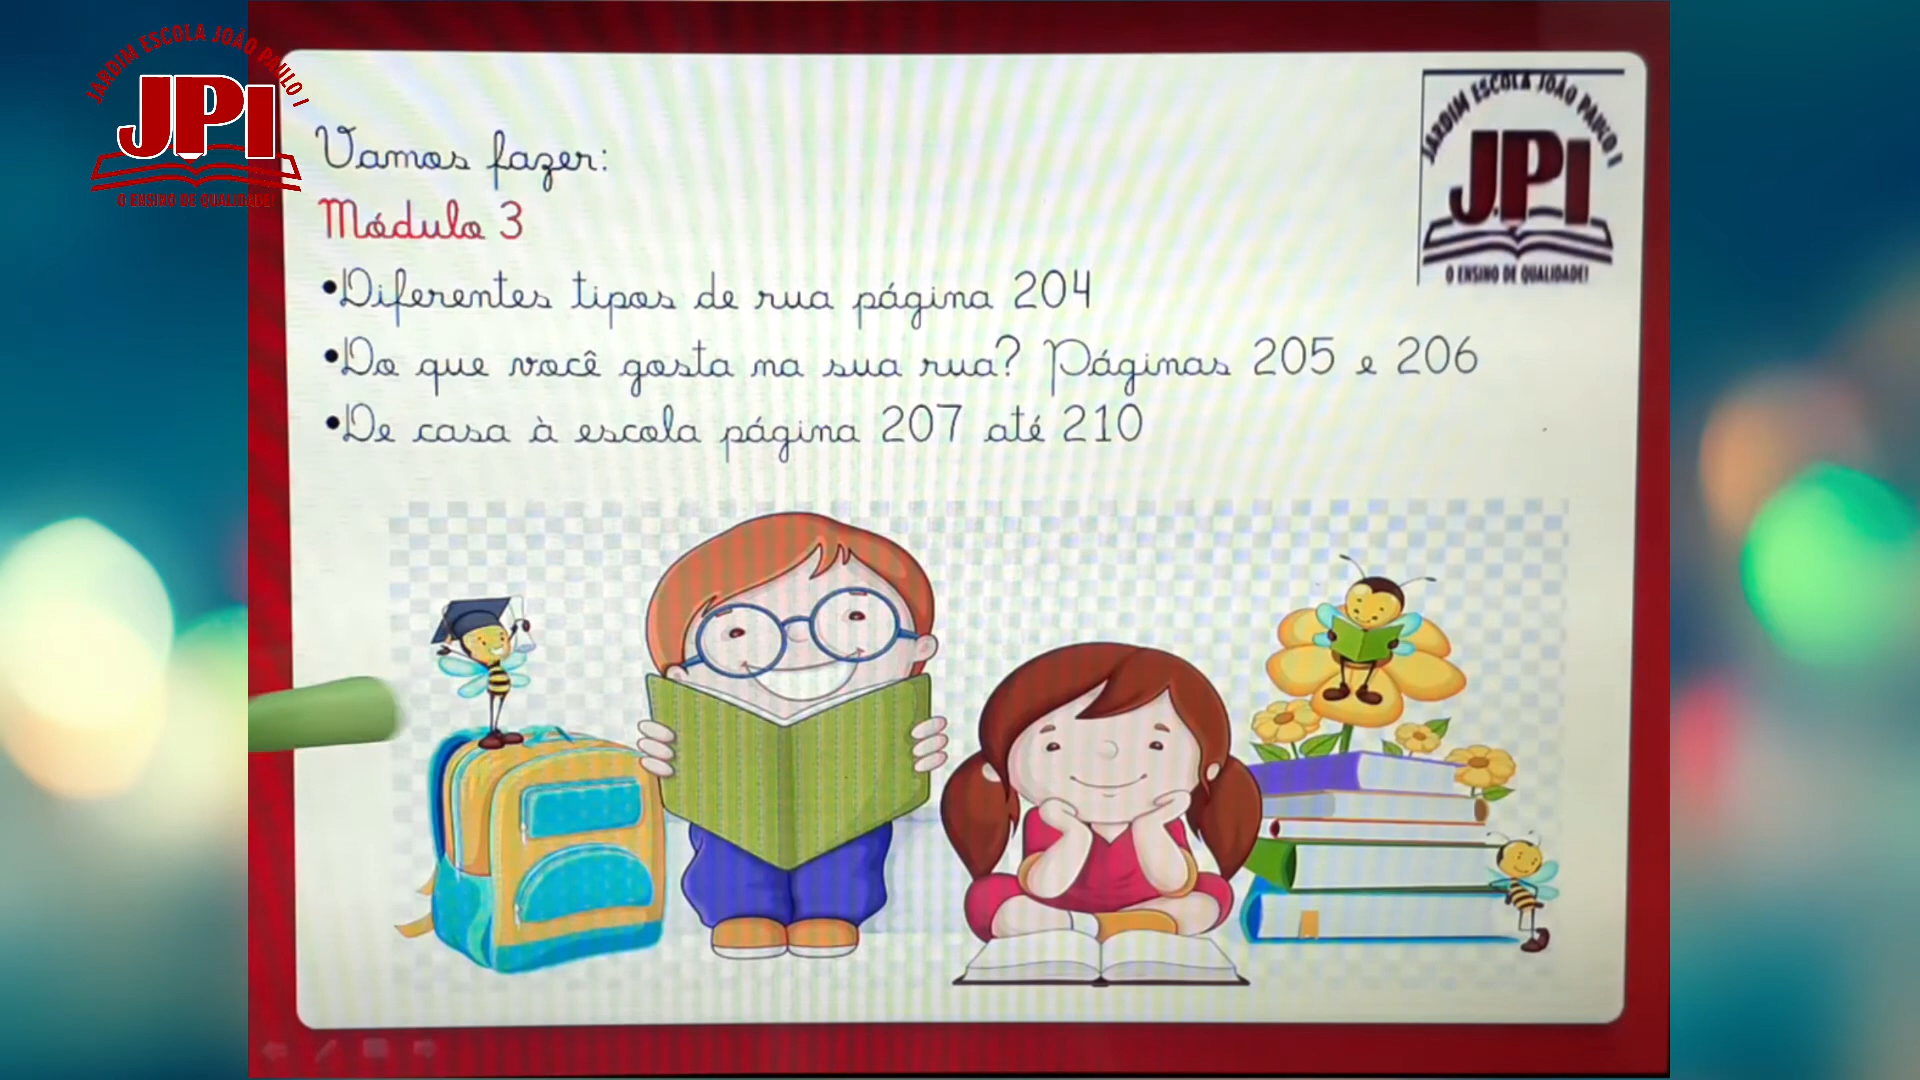 JARDIM ESCOLA JOÃO PAULO I
JPI
O ENSINO DE QUALIDADE!
JARDIM ESCOLA JOÃO PAULO I
JPI
O ENSINO DE QUALIDADE!
Vamos fazer:
Módulo 3
•Diferentes tipos de rua página 204
•Do que você gosta na sua rua? Páginas 205 e 206
•De casa à escola página 207 até 210